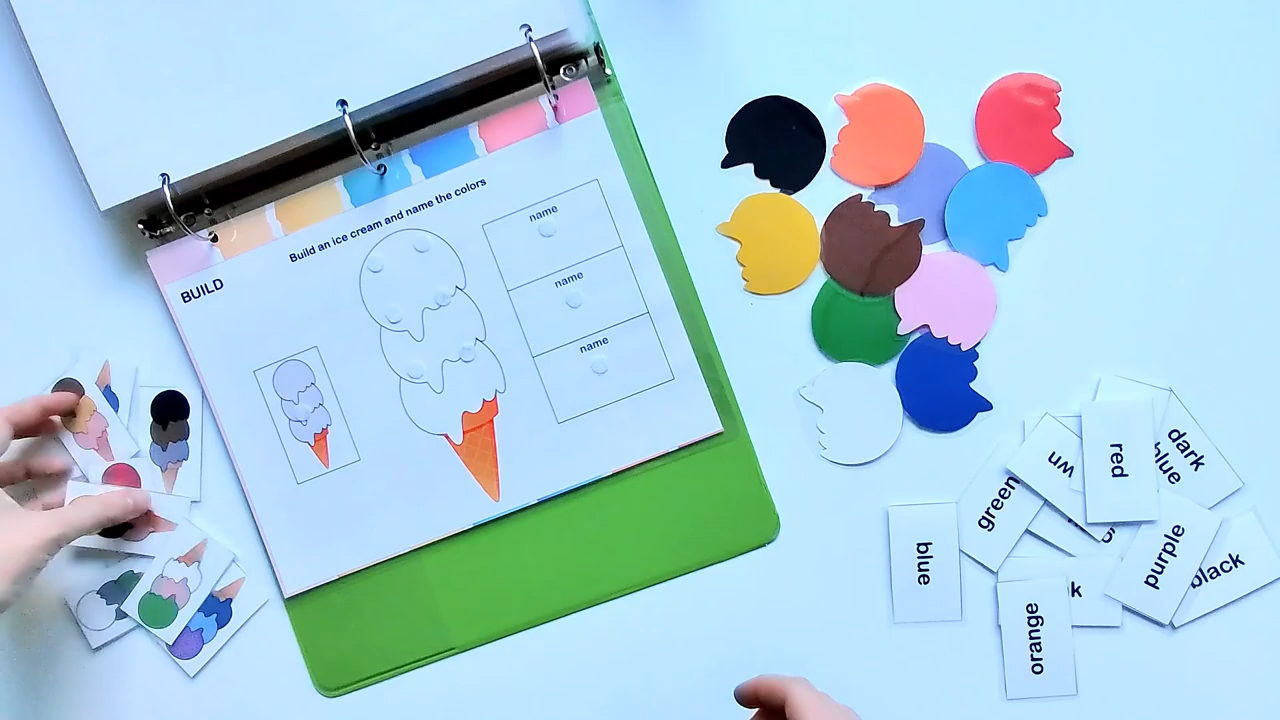 Build an ice cream and name the colors
BUILD
name
name
name
red
dark
blue
green
wn
purple
black
blue
k
orange